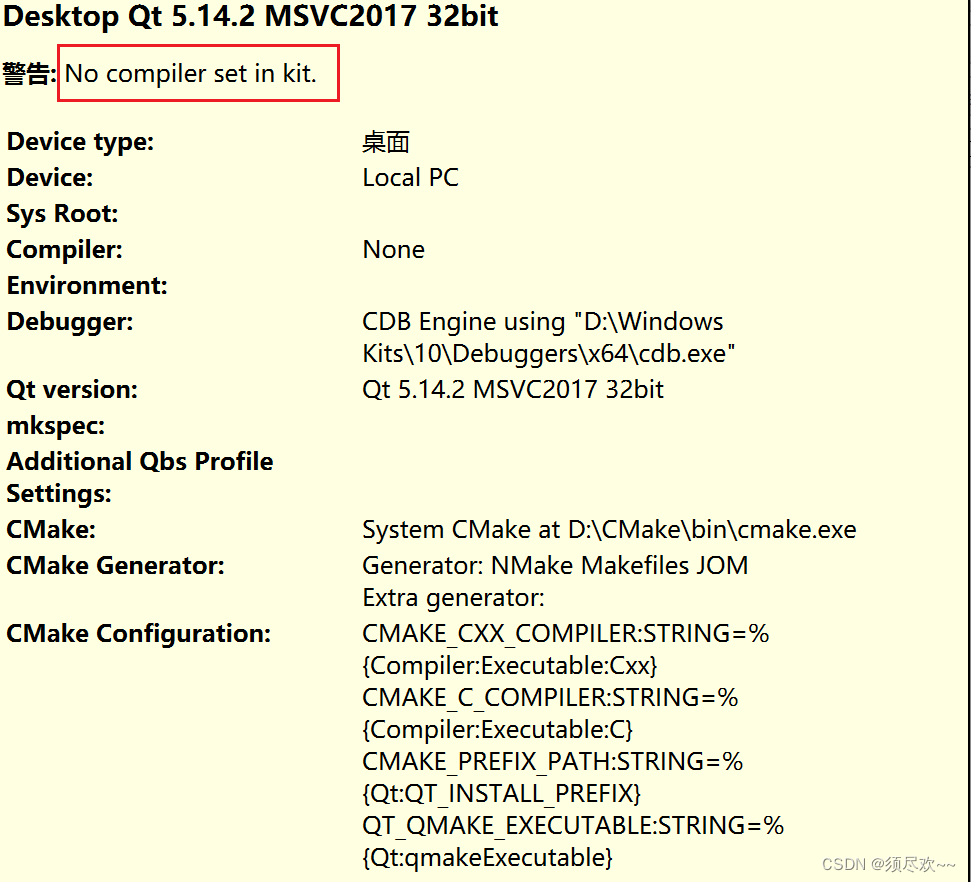 Desktop Qt 5.14.2 MSVC2017 32bit
警告: No compiler set in kit.
Device type: 桌面
Device: Local PC
Sys Root:
Compiler: None
Environment:
Debugger: CDB Engine using "D:\Windows
Kits\10\Debuggers\x64\cdb.exe"
Qt version: Qt 5.14.2 MSVC2017 32bit
mkspec:
Additional Qbs Profile
Settings:
CMake: System CMake at D:\CMake\bin\cmake.exe
CMake Generator: Generator: NMake Makefiles JOM
Extra generator:
CMake Configuration: CMAKE_CXX_COMPILER:STRING=%
{Compiler:Executable:Cxx}
CMAKE_C_COMPILER:STRING=%
{Compiler:Executable:C}
CMAKE_PREFIX_PATH:STRING=%
{Qt:QT_INSTALL_PREFIX}
QT_QMAKE_EXECUTABLE:STRING=%
{Qt:qmakeExecutable}
CSDN @须尽欢~~